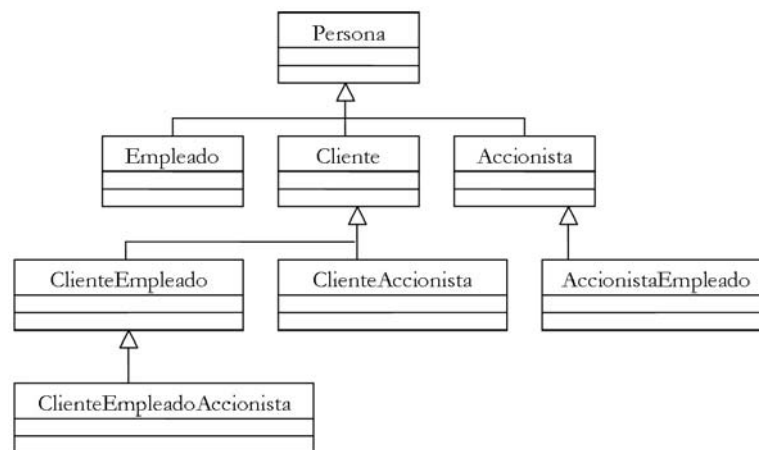 Persona
Empleado
Cliente
Accionista
ClienteEmpleado
ClienteAccionista
AccionistaEmpleado
ClienteEmpleadoAccionista